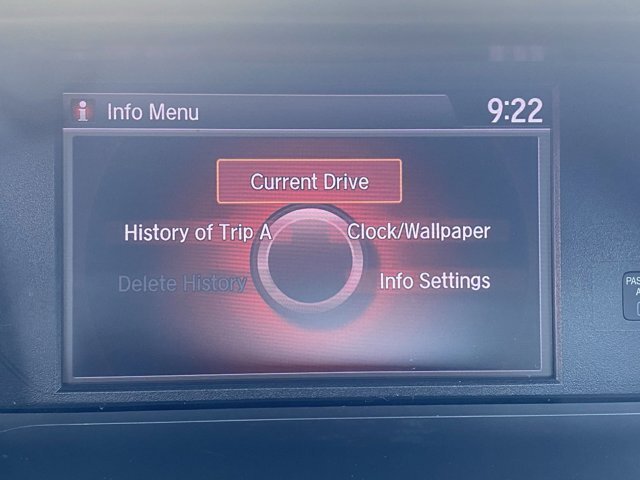 Info Menu
9:22
Current Drive
History of Trip A
Clock/Wallpaper
Delete History
Info Settings